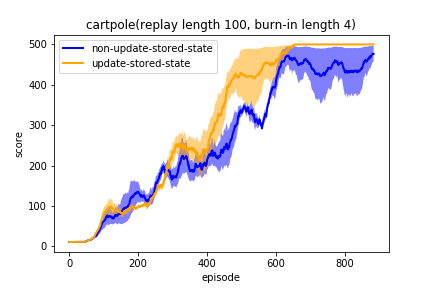 cartpole(replay length 100, burn-in length 4)
non-update-stored-state
update-stored-state
500
400
300
200
100
0
score
0 200 400 600 800
episode